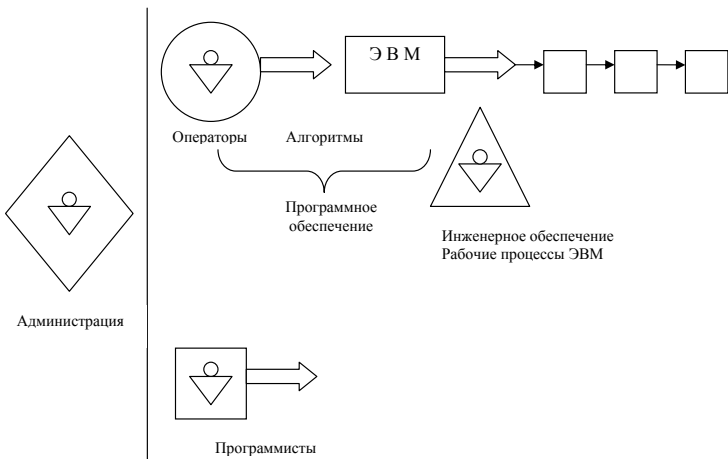 Э В М
Операторы
Алгоритмы
Программное
обеспечение
Инженерное обеспечение
Рабочие процессы ЭВМ
Администрация
Программисты